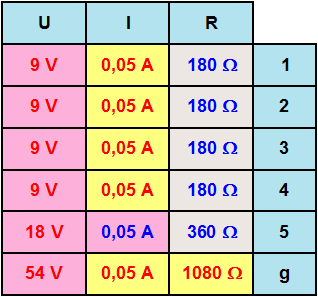 U I R
9 V 0,05 A 180 Ω 1
9 V 0,05 A 180 Ω 2
9 V 0,05 A 180 Ω 3
9 V 0,05 A 180 Ω 4
18 V 0,05 A 360 Ω 5
54 V 0,05 A 1080 Ω g